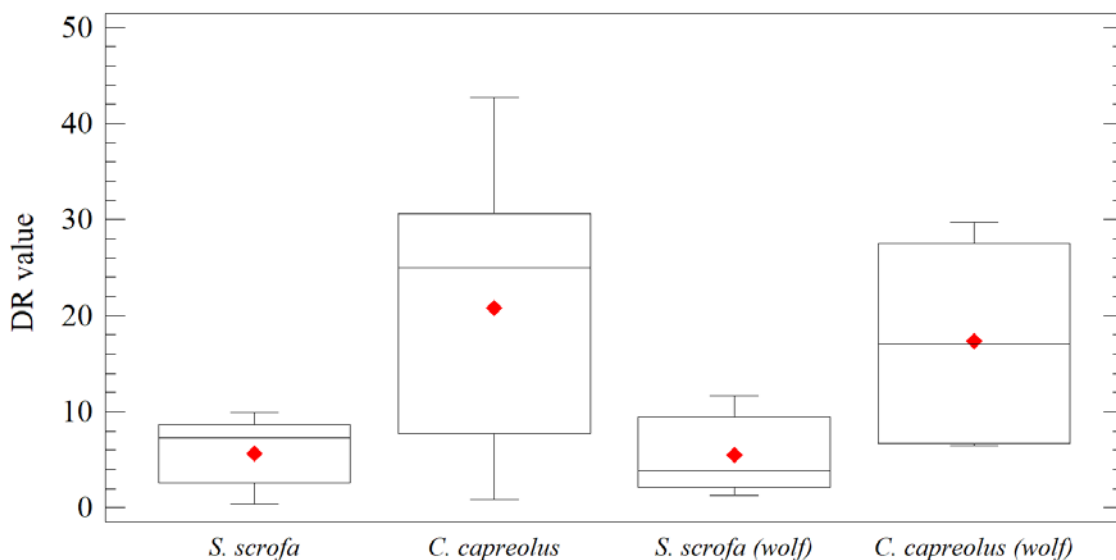 50
40
30
20
10
0
DR value
S. scrofa
C. capreolus
S. scrofa (wolf)
C. capreolus (wolf)